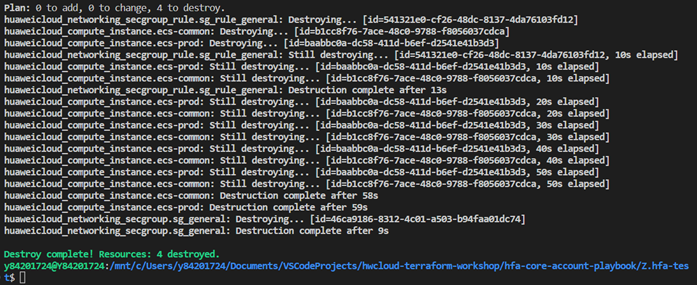 Plan: 0 to add, 0 to change, 4 to destroy.
huaweicloud_networking_secgroup_rule.sg_rule_general: Destroying... [id=541321e0-cf26-48dc-8137-4da76103fd12]
huaweicloud_compute_instance.ecs-common: Destroying... [id=b1cc8f76-7ace-48c0-9788-f8056037cdca]
huaweicloud_compute_instance.ecs-prod: Destroying... [id=baabbc0a-dc58-411d-b6ef-d2541e41b3d3]
huaweicloud_networking_secgroup_rule.sg_rule_general: Still destroying... [id=541321e0-cf26-48dc-8137-4da76103fd12, 10s elapsed]
huaweicloud_compute_instance.ecs-prod: Still destroying... [id=baabbc0a-dc58-411d-b6ef-d2541e41b3d3, 10s elapsed]
huaweicloud_compute_instance.ecs-common: Still destroying... [id=b1cc8f76-7ace-48c0-9788-f8056037cdca, 10s elapsed]
huaweicloud_networking_secgroup_rule.sg_rule_general: Destruction complete after 13s
huaweicloud_compute_instance.ecs-prod: Still destroying... [id=baabbc0a-dc58-411d-b6ef-d2541e41b3d3, 20s elapsed]
huaweicloud_compute_instance.ecs-common: Still destroying... [id=b1cc8f76-7ace-48c0-9788-f8056037cdca, 20s elapsed]
huaweicloud_compute_instance.ecs-prod: Still destroying... [id=baabbc0a-dc58-411d-b6ef-d2541e41b3d3, 30s elapsed]
huaweicloud_compute_instance.ecs-common: Still destroying... [id=b1cc8f76-7ace-48c0-9788-f8056037cdca, 30s elapsed]
huaweicloud_compute_instance.ecs-prod: Still destroying... [id=baabbc0a-dc58-411d-b6ef-d2541e41b3d3, 40s elapsed]
huaweicloud_compute_instance.ecs-common: Still destroying... [id=b1cc8f76-7ace-48c0-9788-f8056037cdca, 40s elapsed]
huaweicloud_compute_instance.ecs-prod: Still destroying... [id=baabbc0a-dc58-411d-b6ef-d2541e41b3d3, 50s elapsed]
huaweicloud_compute_instance.ecs-common: Still destroying... [id=b1cc8f76-7ace-48c0-9788-f8056037cdca, 50s elapsed]
huaweicloud_compute_instance.ecs-common: Destruction complete after 58s
huaweicloud_compute_instance.ecs-prod: Destruction complete after 59s
huaweicloud_networking_secgroup.sg_general: Destroying... [id=46ca9186-8312-4c01-a503-b94faa01dc74]
huaweicloud_networking_secgroup.sg_general: Destruction complete after 9s
Destroy complete! Resources: 4 destroyed.
y84201724@Y84201724:/mnt/c/Users/y84201724/Documents/VSCodeProjects/hwcloud-terraform-workshop/hfa-core-account-playbook/Z.hfa-tes
t$